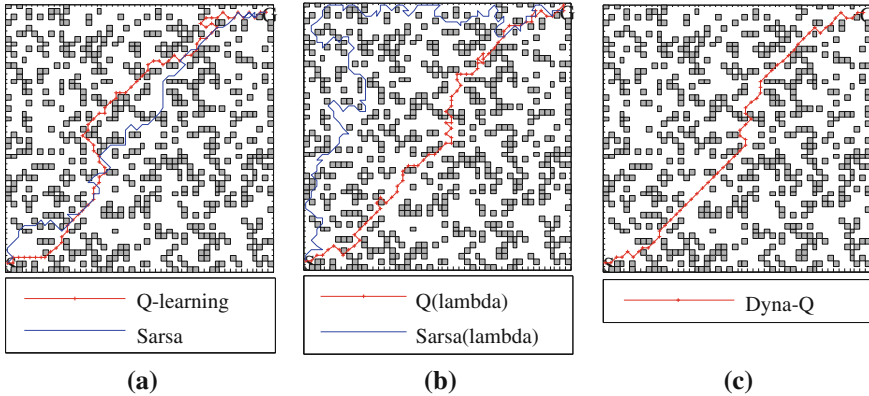 G
G
G
S
S
S
Q-learning
Sarsa
Q(lambda)
Sarsa(lambda)
Dyna-Q
(a)
(b)
(c)